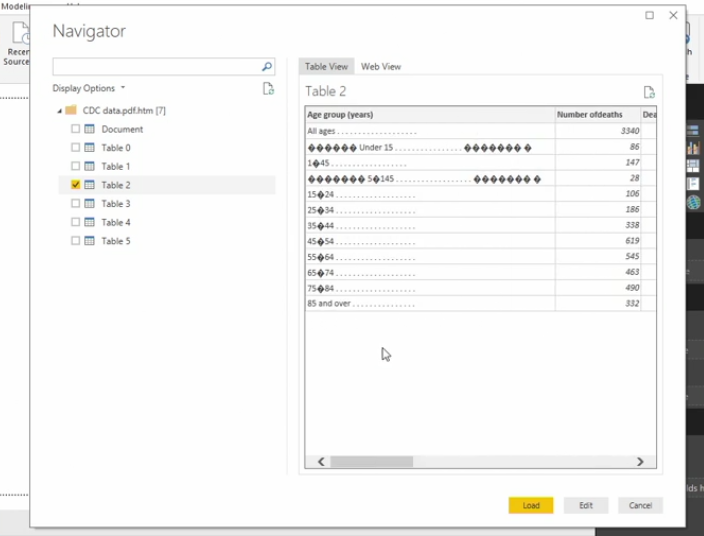 Modelin
Recen
Source
Navigator
Display Options
CDC data.pdf.htm [7]
Document
Table 0
Table 1
Table 2
Table 3
Table 4
Table 5
Table View Web View
Table 2
Age group (years) Number ofdeaths Dea
All ages . . . . . . . . . . . . . . . . . . . 3340
������ Under 15 . . . . . . . . . . . . . . . . ������� � 86
1�45 . . . . . . . . . . . . . . . . . . 147
������� 5�145 . . . . . . . . . . . . . . . . . . ������� � 28
15�24 . . . . . . . . . . . . . . . . . . . 106
25�34 . . . . . . . . . . . . . . . . . . . 186
35�44 . . . . . . . . . . . . . . . . . . . 338
45�54 . . . . . . . . . . . . . . . . . . . 619
55�64 . . . . . . . . . . . . . . . . . . . 545
65�74 . . . . . . . . . . . . . . . . . . . 463
75�84 . . . . . . . . . . . . . . . . . . . 490
85 and over . . . . . . . . . . . . . . . 332
Load Edit Cancel
lds h